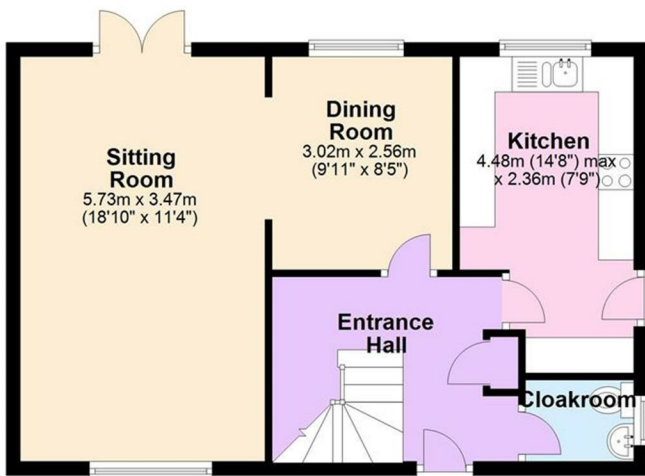 Sitting
Room
5.73m x 3.47m
(18'10" x 11'4")
Dining
Room
3.02m x 2.56m
(9'11" x 8'5")
Kitchen
4.48m (14'8") max
x 2.36m (7'9")
Entrance
Hall
Cloakroom